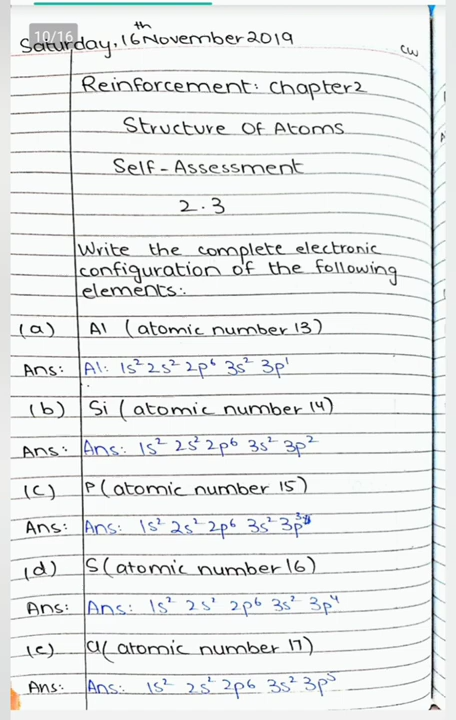 10/16
Saturday, 16th November 2019
CW
Reinforcement: Chapter 2
Structure Of Atoms
Self-Assessment
2.3
Write the complete electronic
configuration of the following
elements:.
(a) Al (atomic number 13)
Ans: Al: 1s² 2s² 2p⁶ 3s² 3p¹
(b) Si (atomic number 14)
Ans: Ans: 1s² 2s² 2p⁶ 3s² 3p²
(c) P (atomic number 15)
Ans: Ans: 1s² 2s² 2p⁶ 3s² 3p³
(d) S (atomic number 16)
Ans: Ans: 1s² 2s² 2p⁶ 3s² 3p⁴
(e) Cl (atomic number 17)
Ans: Ans: 1s² 2s² 2p⁶ 3s² 3p⁵